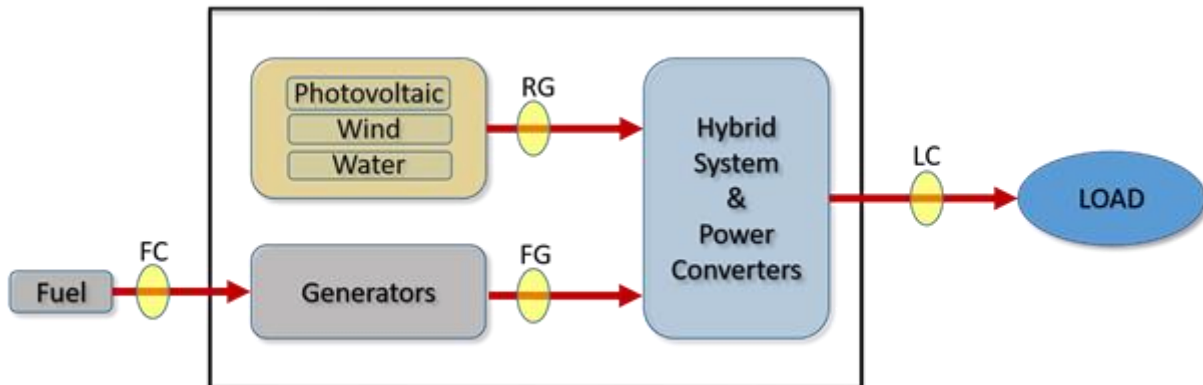 Photovoltaic
Wind
Water
RG
Hybrid
System
&
Power
Converters
LC
LOAD
FC
Fuel
Generators
FG